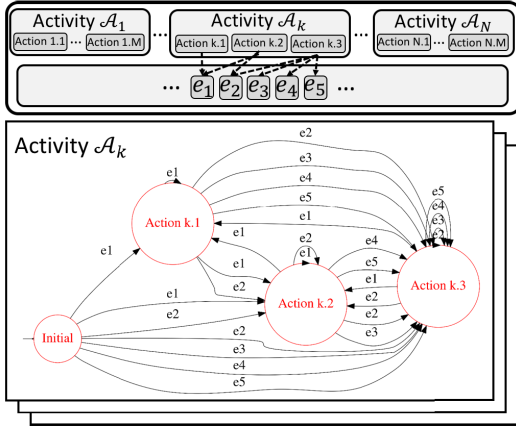 Activity 𝒜1 ... Activity 𝒜k ... Activity 𝒜N
Action 1.1 ... Action 1.M Action k.1 Action k.2 Action k.3 Action N.1 ... Action N.M
... e1 e2 e3 e4 e5 ...
Activity 𝒜k
e2
e1
e3
e4
e5
e1
Action k.1
e5
e4
e3
e2
e1
e1
e2
e1
e4
e1
e5
e2
e1
Action k.2
e1
e2
e2
e3
Action k.3
e1
e2
Initial
e2
e3
e4
e5